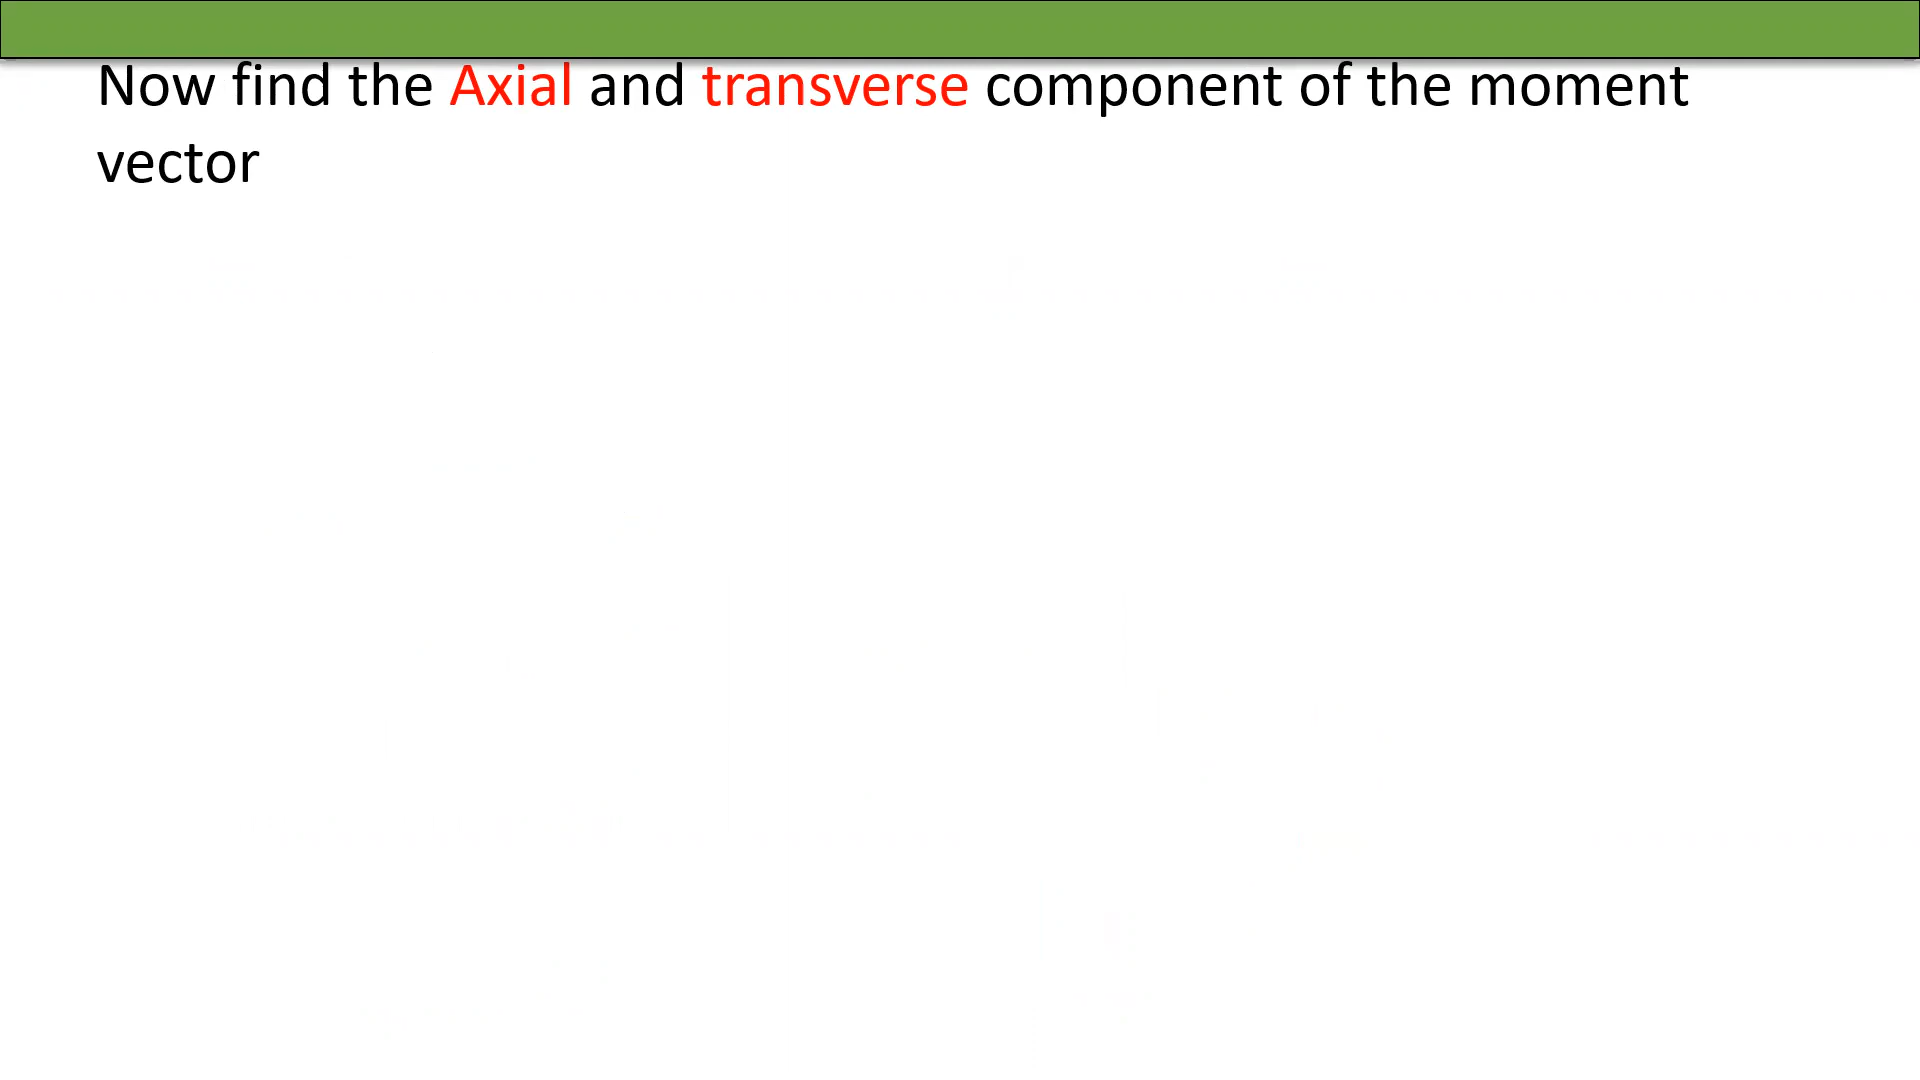 Now find the Axial and transverse component of the moment
vector